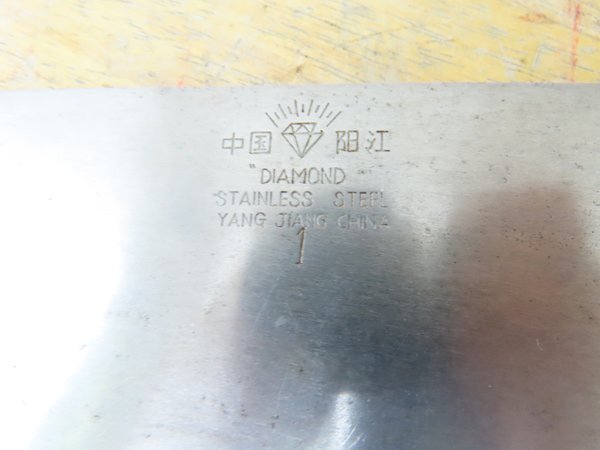 中国 阳江
"DIAMOND"
STAINLESS STEEL
YANG JIANG CHINA
1